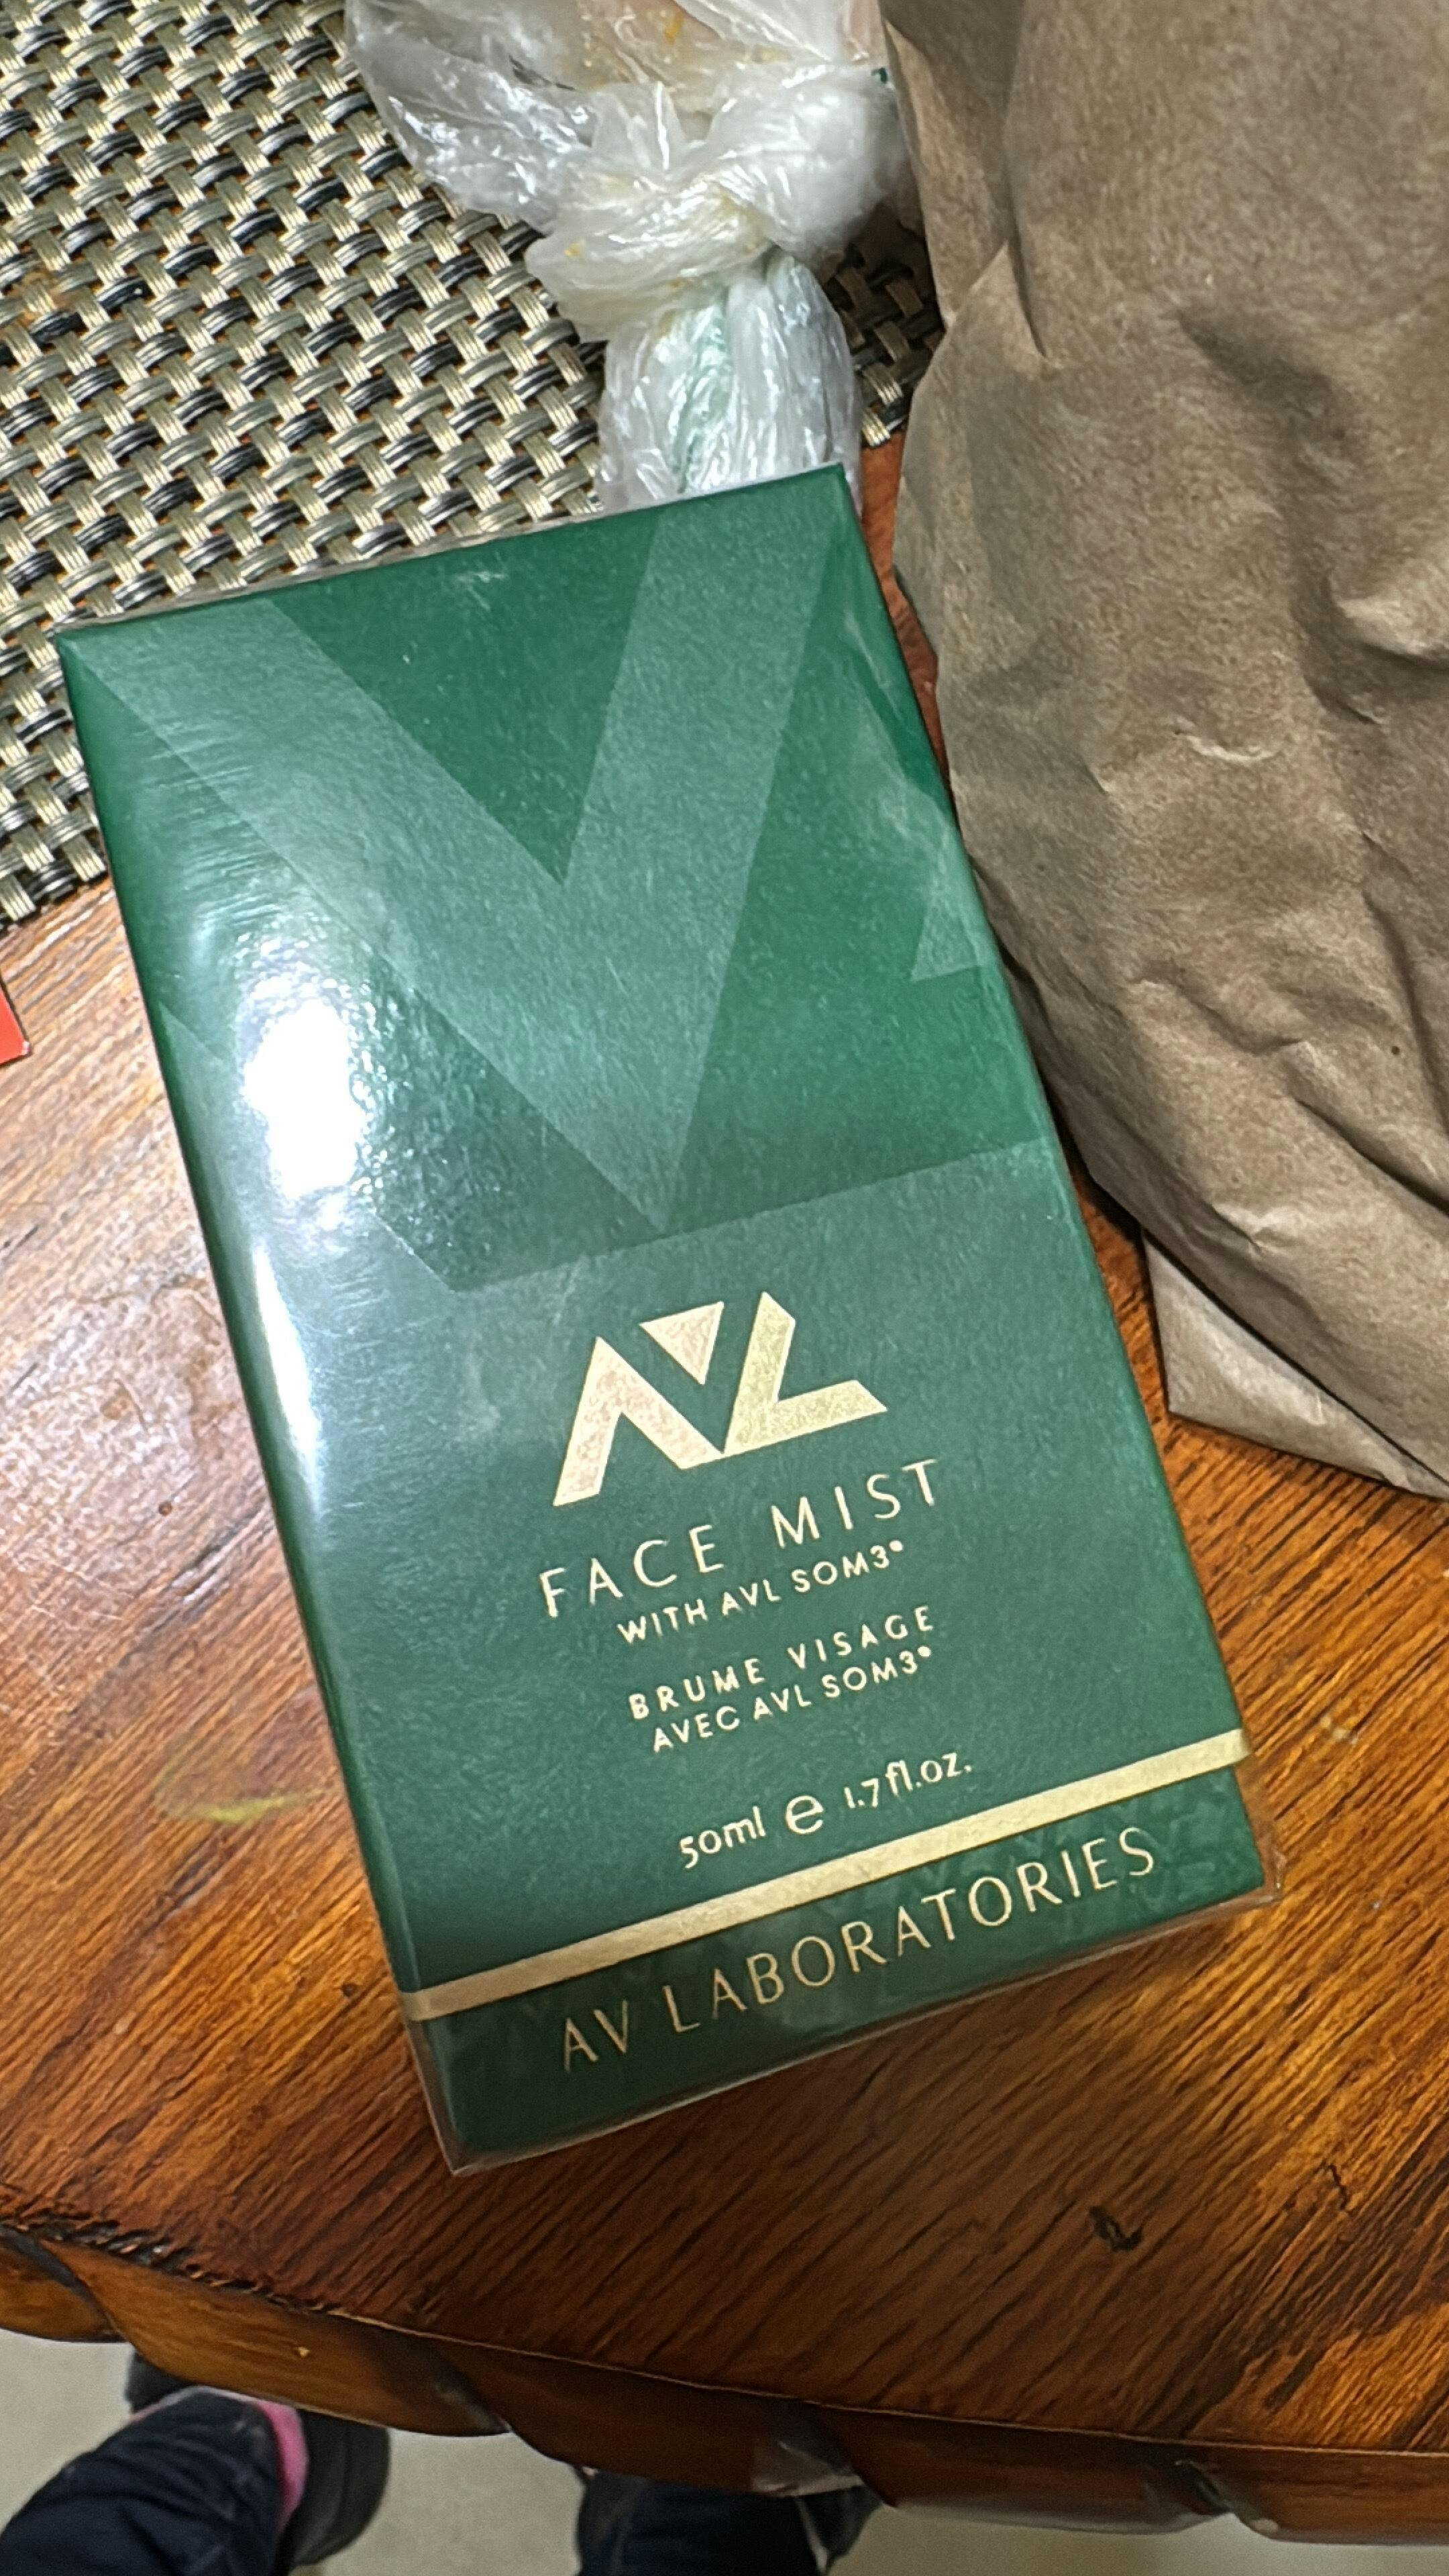 AVL
FACE MIST
WITH AVL SOM3®
BRUME VISAGE
AVEC AVL SOM3®
50ml e 1.7fl.oz.
AV LABORATORIES